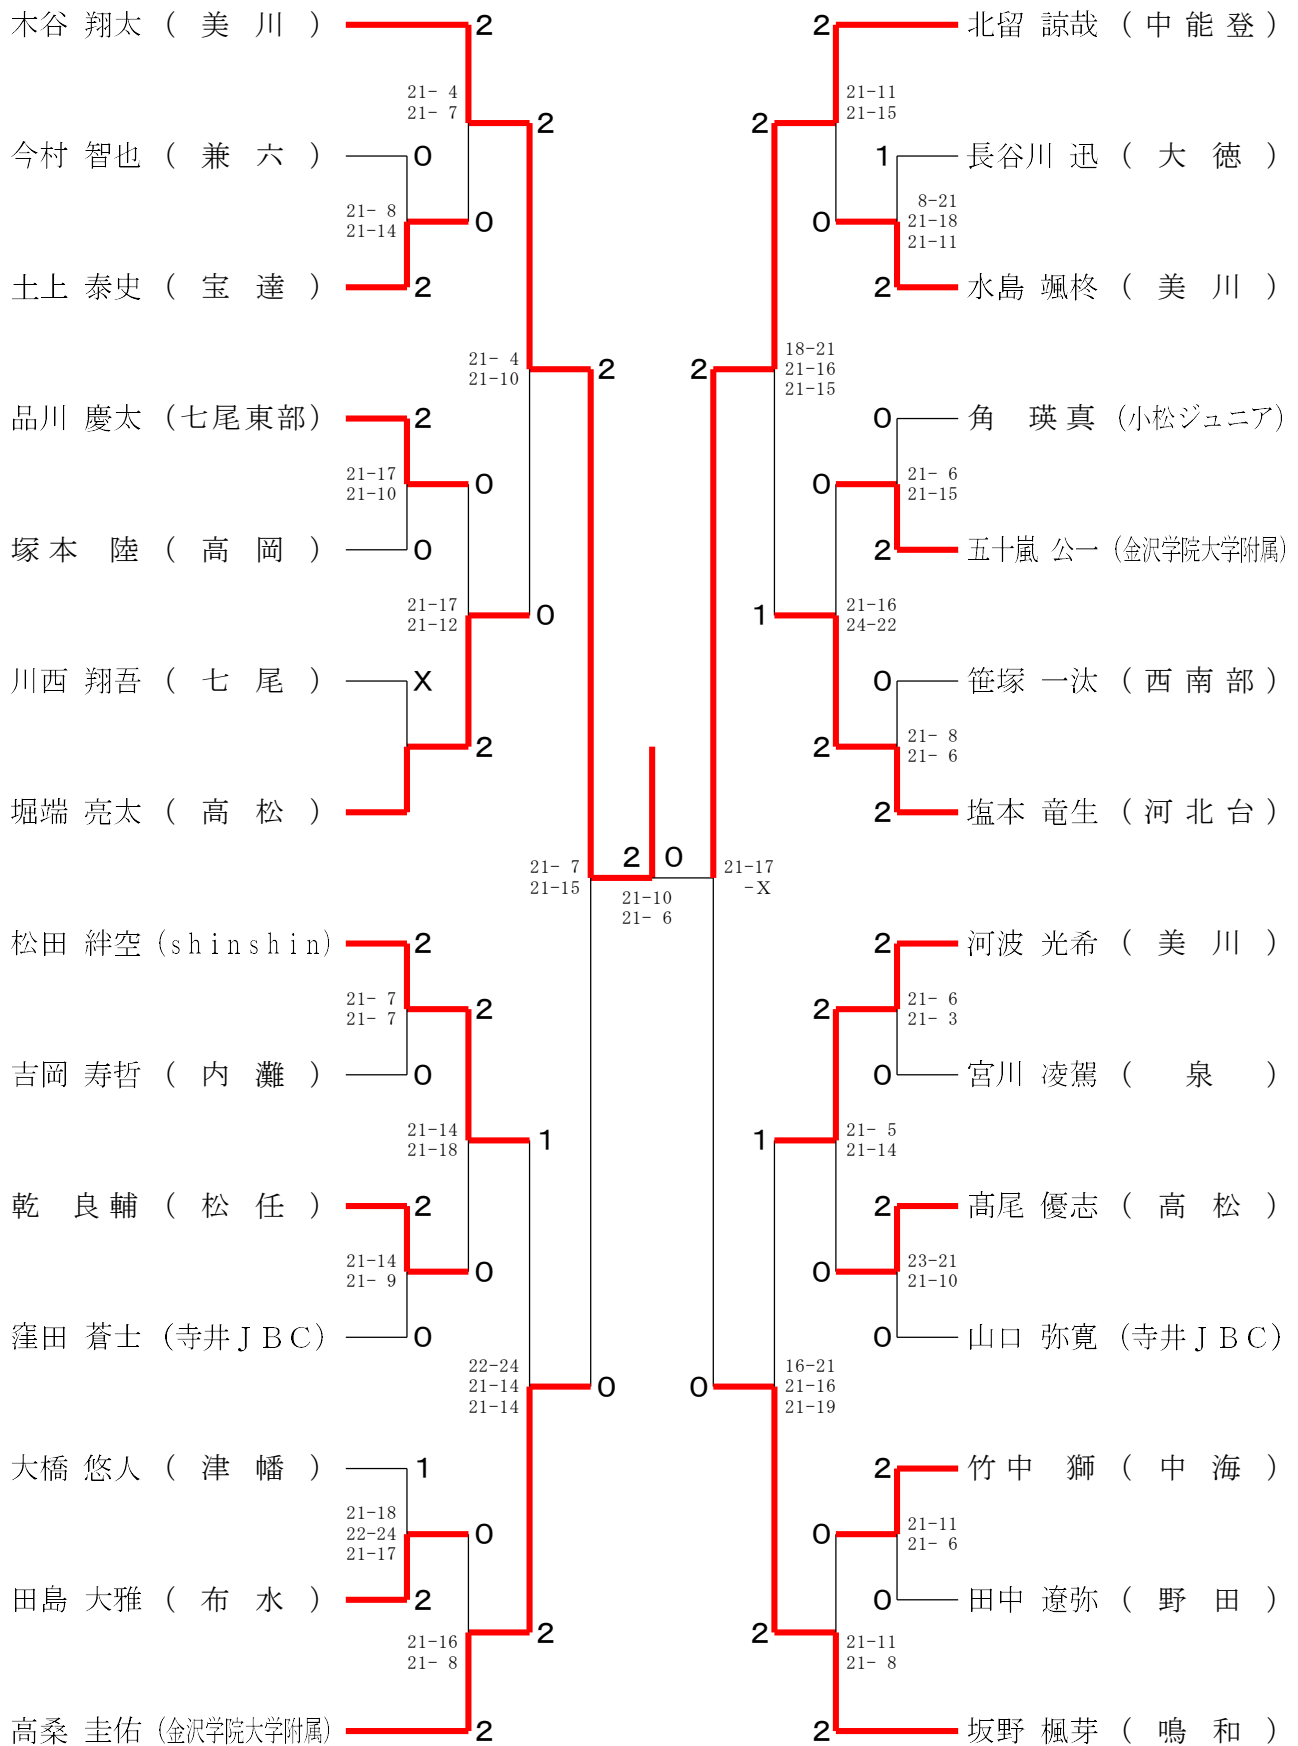 木谷 翔太 ( 美 川 ) 2
21- 4
21- 7
2
今村 智也 ( 兼 六 ) 0
21- 8
21-14
0
土上 泰史 ( 宝 達 ) 2
21- 4
21-10
2
品川 慶太 (七尾東部) 2
21-17
21-10
0
塚本 陸 ( 高 岡 ) 0
21-17
21-12
0
川西 翔吾 ( 七 尾 ) X
2
堀端 亮太 ( 高 松 )
21- 7
21-15
2 0
21-10
21- 6
松田 絆空 (shinshin) 2
21- 7
21- 7
2
吉岡 寿哲 ( 内 灘 ) 0
21-14
21-18
1
乾 良輔 ( 松 任 ) 2
21-14
21- 9
0
窪田 蒼士 (寺井JBC) 0
22-24
21-14
21-14
0
大橋 悠人 ( 津 幡 ) 1
21-18
22-24
21-17
0
田島 大雅 ( 布 水 ) 2
21-16
21- 8
2
高桑 圭佑 (金沢学院大学附属) 2
2 北留 諒哉 ( 中 能 登 )
2
21-11
21-15
1 長谷川 迅 ( 大 徳 )
0
8-21
21-18
21-11
2 水島 颯柊 ( 美 川 )
2
18-21
21-16
21-15
0 角 瑛真 (小松ジュニア)
0
21- 6
21-15
2 五十嵐 公一 (金沢学院大学附属)
1
21-16
24-22
0 笹塚 一汰 ( 西 南 部 )
2
21- 8
21- 6
2 塩本 竜生 ( 河 北 台 )
21-17
-X
2 河波 光希 ( 美 川 )
2
21- 6
21- 3
0 宮川 凌駕 ( 泉 )
1
21- 5
21-14
2 髙尾 優志 ( 高 松 )
0
23-21
21-10
0 山口 弥寛 (寺井JBC)
0
16-21
21-16
21-19
2 竹中 獅 ( 中 海 )
0
21-11
21- 6
0 田中 遼弥 ( 野 田 )
2
21-11
21- 8
2 坂野 楓芽 ( 鳴 和 )